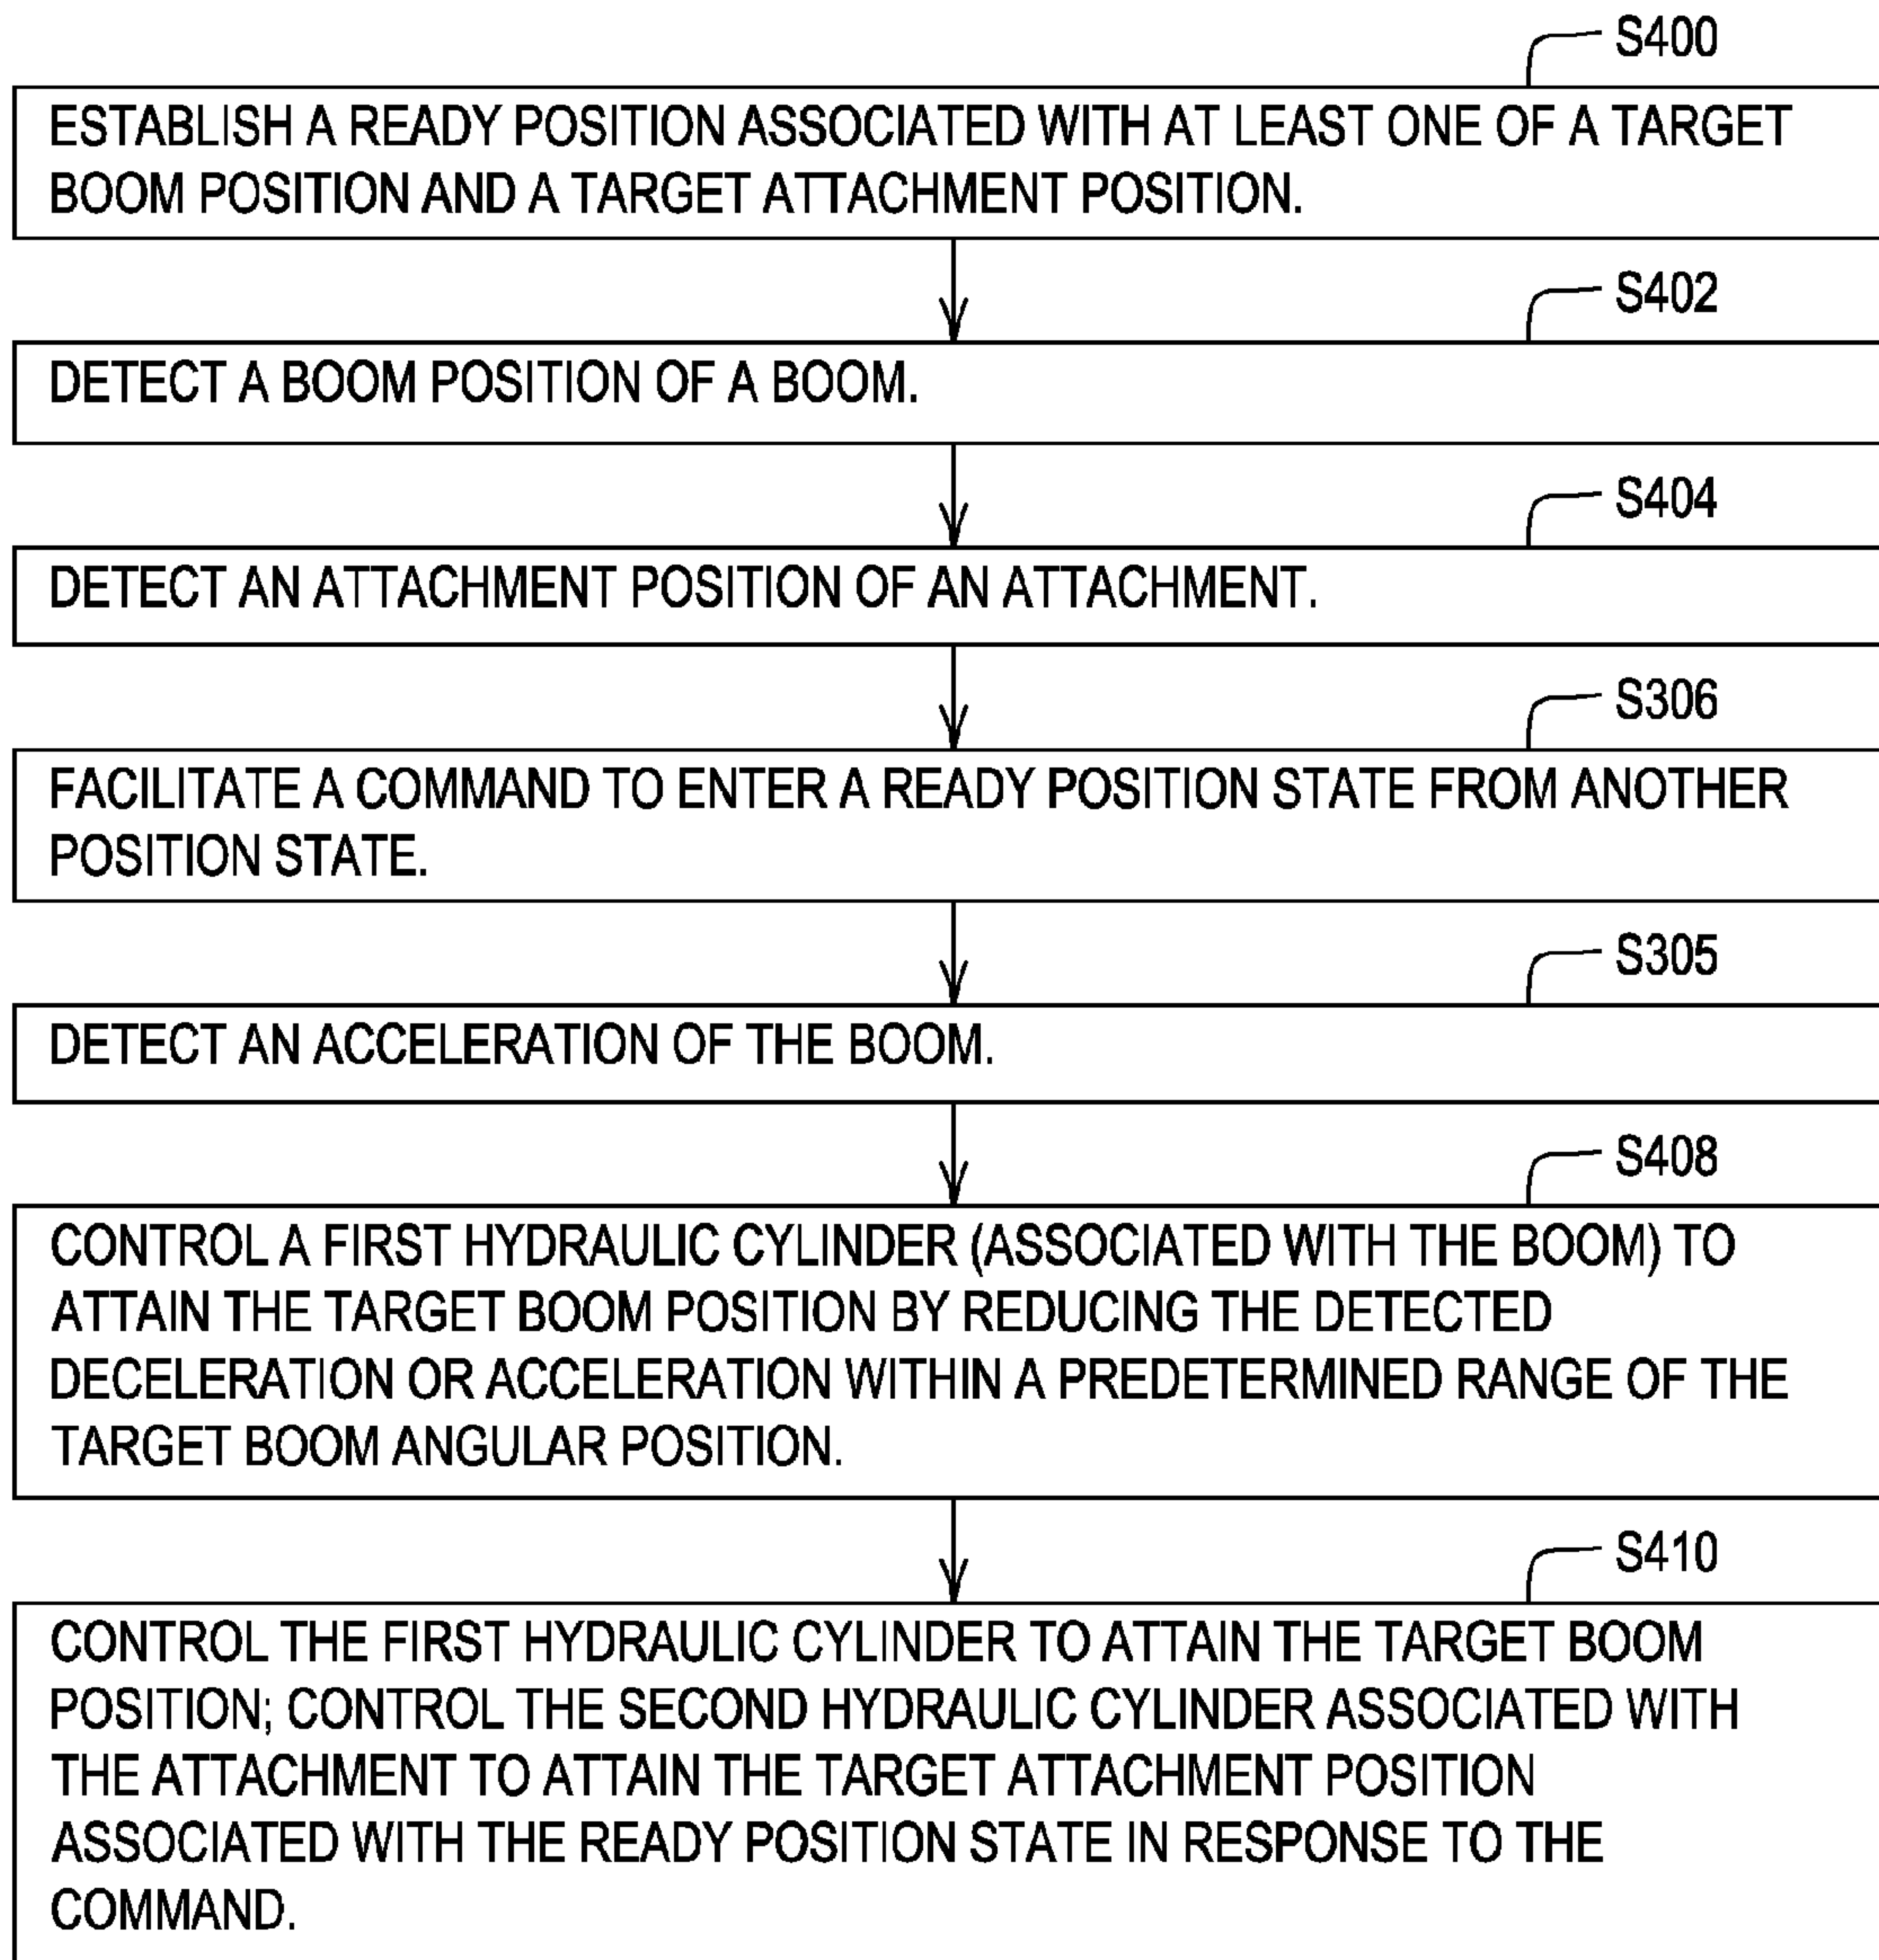 S400
ESTABLISH A READY POSITION ASSOCIATED WITH AT LEAST ONE OF A TARGET
BOOM POSITION AND A TARGET ATTACHMENT POSITION.
S402
DETECT A BOOM POSITION OF A BOOM.
S404
DETECT AN ATTACHMENT POSITION OF AN ATTACHMENT.
S306
FACILITATE A COMMAND TO ENTER A READY POSITION STATE FROM ANOTHER
POSITION STATE.
S305
DETECT AN ACCELERATION OF THE BOOM.
S408
CONTROL A FIRST HYDRAULIC CYLINDER (ASSOCIATED WITH THE BOOM) TO
ATTAIN THE TARGET BOOM POSITION BY REDUCING THE DETECTED
DECELERATION OR ACCELERATION WITHIN A PREDETERMINED RANGE OF THE
TARGET BOOM ANGULAR POSITION.
S410
CONTROL THE FIRST HYDRAULIC CYLINDER TO ATTAIN THE TARGET BOOM
POSITION; CONTROL THE SECOND HYDRAULIC CYLINDER ASSOCIATED WITH
THE ATTACHMENT TO ATTAIN THE TARGET ATTACHMENT POSITION
ASSOCIATED WITH THE READY POSITION STATE IN RESPONSE TO THE
COMMAND.